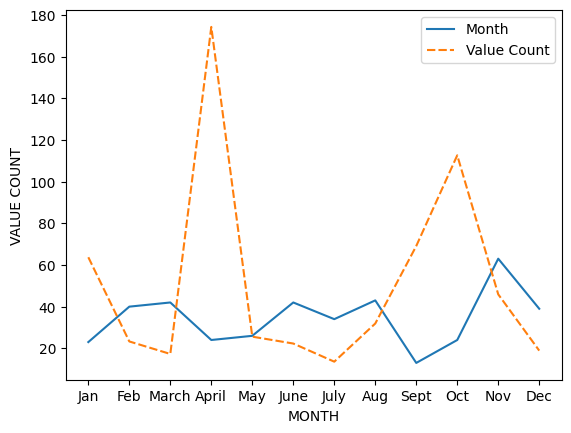 180
160
140
120
100
80
60
40
20
VALUE COUNT
Month
Value Count
Jan Feb March April May June July Aug Sept Oct Nov Dec
MONTH